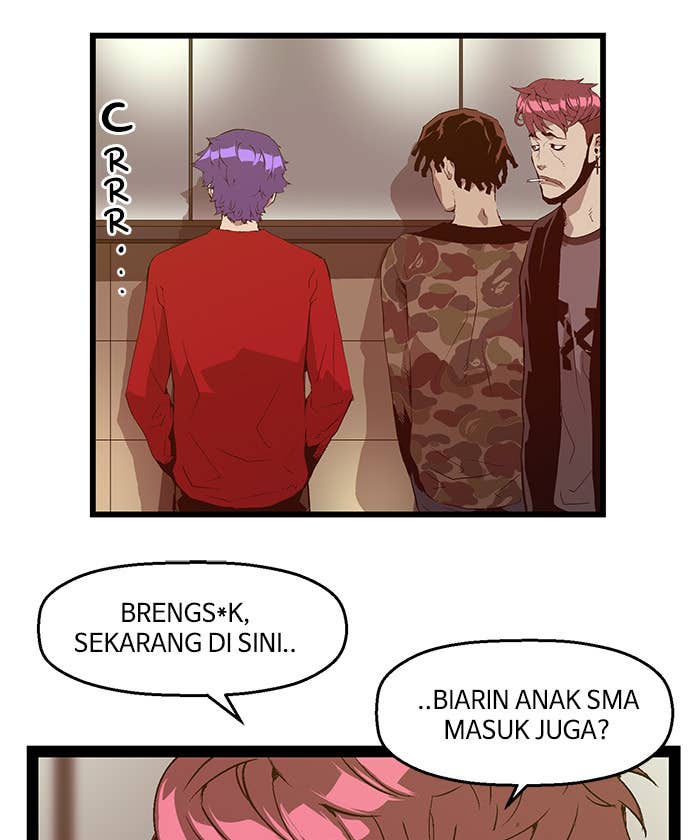 CRRR...
BRENGS*K,
SEKARANG DI SINI..
..BIARIN ANAK SMA
MASUK JUGA?